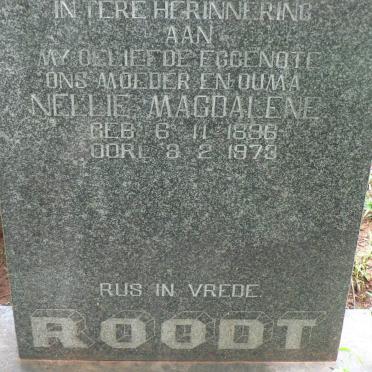 IN TERE HERINNERING
AAN
MY GELIEFDE EGGENOTE
ONS MOEDER EN OUMA
NELLIE MAGDALENE
GEB. 6. 11. 1896
OORL. 3. 2. 1973
RUS IN VREDE.
ROODT